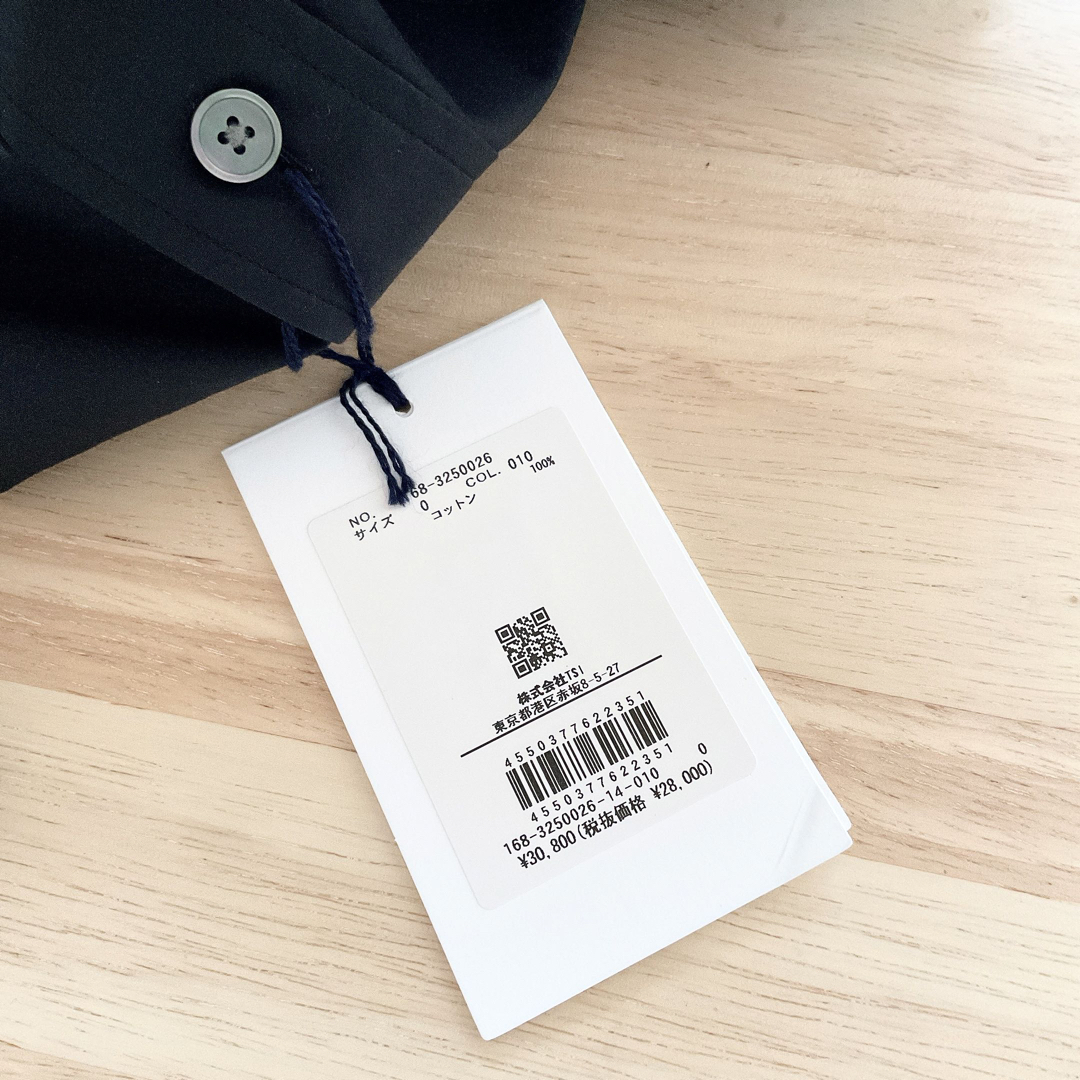 NO. 68-3250026
サイズ 0 COL. 010
コットン 100%
株式会社TSI
東京都港区赤坂8-5-27
4550377622351
4550377622351
168-3250026-14-010 0
¥30,800(税抜価格 ¥28,000)